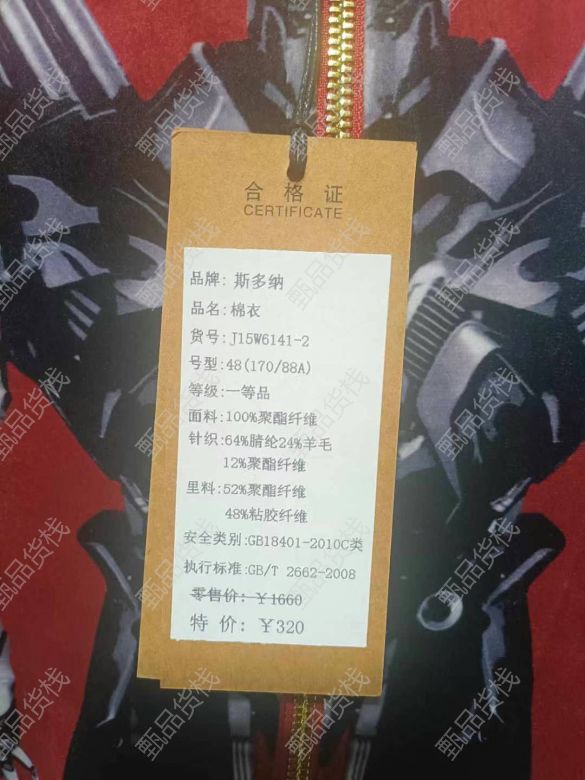 合格证
CERTIFICATE
品牌: 斯多纳
品名: 棉衣
货号: J15W6141-2
号型: 48(170/88A)
等级: 一等品
面料: 100%聚酯纤维
针织: 64%腈纶24%羊毛
12%聚酯纤维
里料: 52%聚酯纤维
48%粘胶纤维
安全类别: GB18401-2010C类
执行标准: GB/T 2662-2008
零售价: ￥1660
特 价: ￥320
甄品货栈